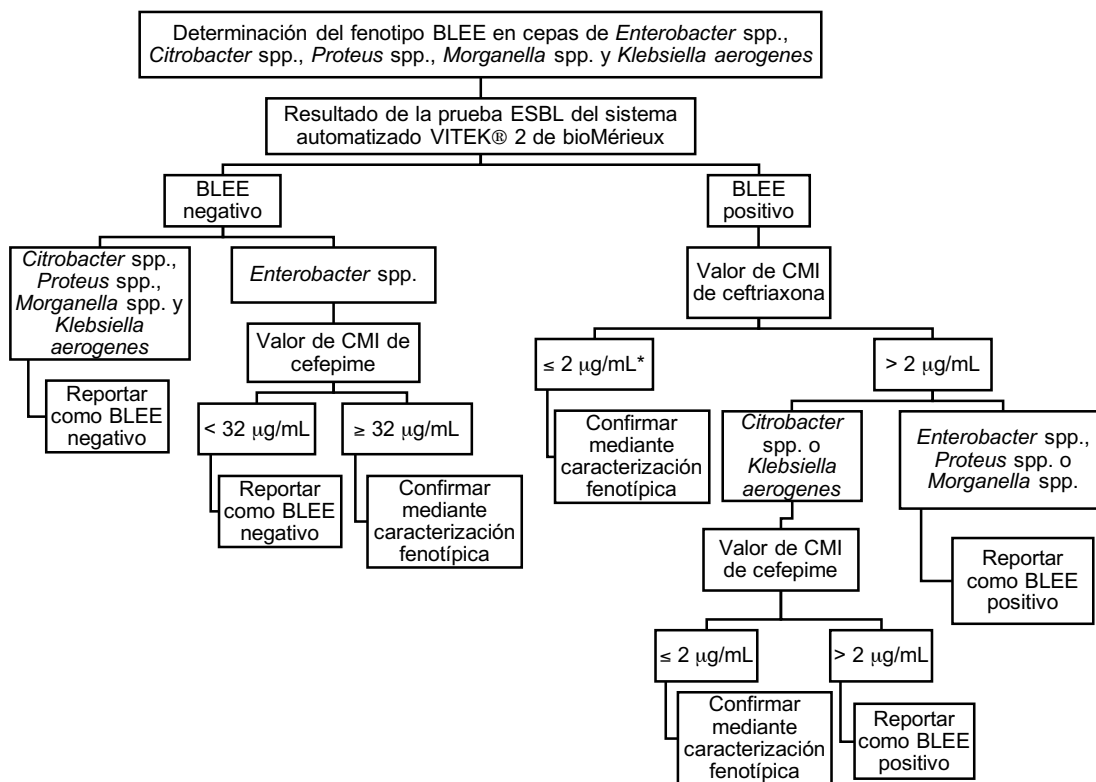 Determinación del fenotipo BLEE en cepas de Enterobacter spp.,
Citrobacter spp., Proteus spp., Morganella spp. y Klebsiella aerogenes
Resultado de la prueba ESBL del sistema
automatizado VITEK® 2 de bioMérieux
BLEE
negativo
BLEE
positivo
Citrobacter spp.,
Proteus spp.,
Morganella spp. y
Klebsiella
aerogenes
Reportar
como BLEE
negativo
Enterobacter spp.
Valor de CMI de
cefepime
< 32 µg/mL
Reportar
como BLEE
negativo
≥ 32 µg/mL
Confirmar
mediante
caracterización
fenotípica
Valor de CMI
de ceftriaxona
≤ 2 µg/mL*
Confirmar
mediante
caracterización
fenotípica
> 2 µg/mL
Citrobacter
spp. o
Klebsiella
aerogenes
Valor de CMI
de cefepime
≤ 2 µg/mL
Confirmar
mediante
caracterización
fenotípica
> 2 µg/mL
Reportar
como BLEE
positivo
Enterobacter spp.,
Proteus spp. o
Morganella spp.
Reportar
como BLEE
positivo